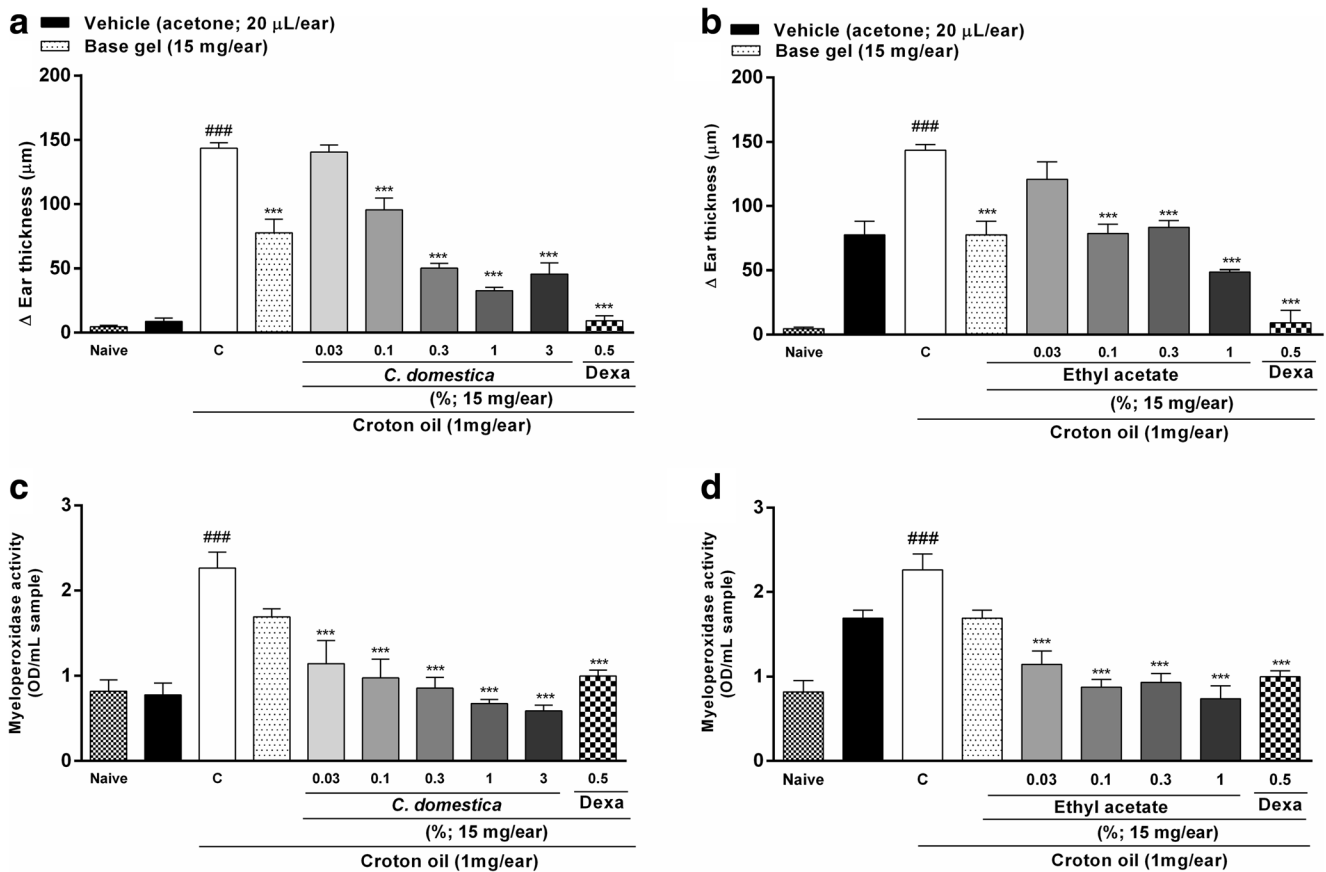 a
Vehicle (acetone; 20 μL/ear)
Base gel (15 mg/ear)
Δ Ear thickness (μm)
200
150
100
50
0
###
***
***
***
***
***
***
Naive
C
0.03 0.1 0.3 1 3 0.5
C. domestica Dexa
(%; 15 mg/ear)
Croton oil (1mg/ear)
b
Vehicle (acetone; 20 μL/ear)
Base gel (15 mg/ear)
Δ Ear thickness (μm)
200
150
100
50
0
###
***
***
***
***
***
Naive
C
0.03 0.1 0.3 1 0.5
Ethyl acetate Dexa
(%; 15 mg/ear)
Croton oil (1mg/ear)
c
Myeloperoxidase activity
(OD/mL sample)
3
2
1
0
###
***
***
***
***
***
***
Naive
C
0.03 0.1 0.3 1 3 0.5
C. domestica Dexa
(%; 15 mg/ear)
Croton oil (1mg/ear)
d
Myeloperoxidase activity
(OD/mL sample)
3
2
1
0
###
***
***
***
***
***
Naive
C
0.03 0.1 0.3 1 0.5
Ethyl acetate Dexa
(%; 15 mg/ear)
Croton oil (1mg/ear)